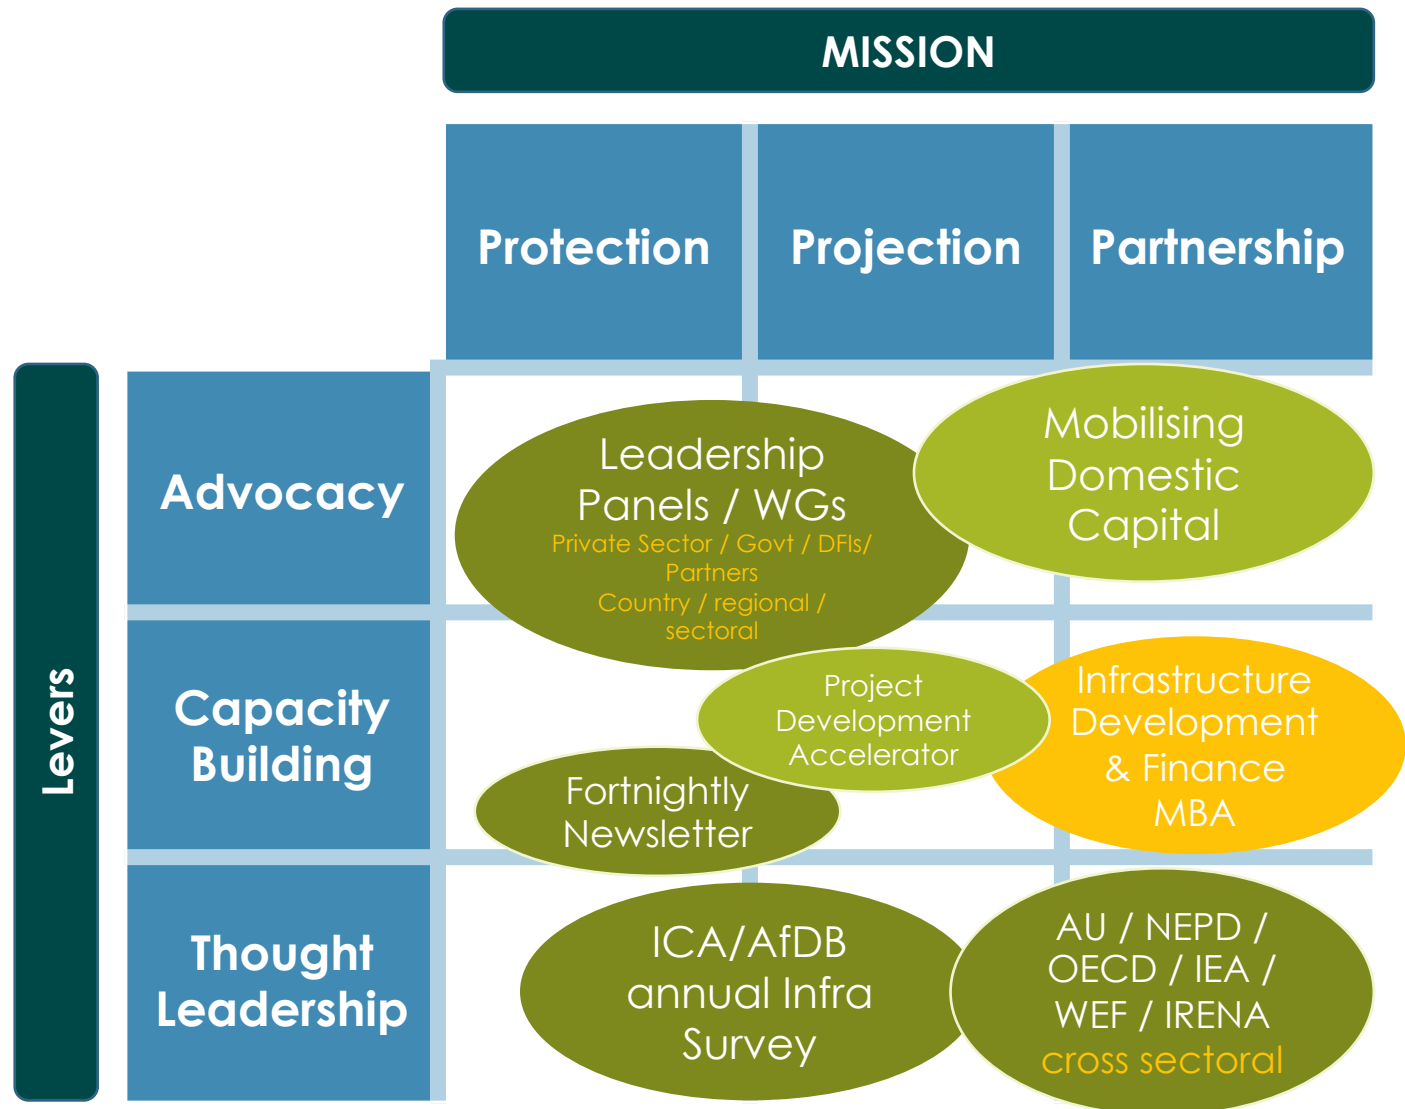 MISSION
Protection
Projection
Partnership
Levers
Advocacy
Leadership
Panels / WGs
Private Sector / Govt / DFIs/
Partners
Country / regional /
sectoral
Mobilising
Domestic
Capital
Capacity
Building
Project
Development
Accelerator
Infrastructure
Development
& Finance
MBA
Fortnightly
Newsletter
Thought
Leadership
ICA/AfDB
annual Infra
Survey
AU / NEPD /
OECD / IEA /
WEF / IRENA
cross sectoral